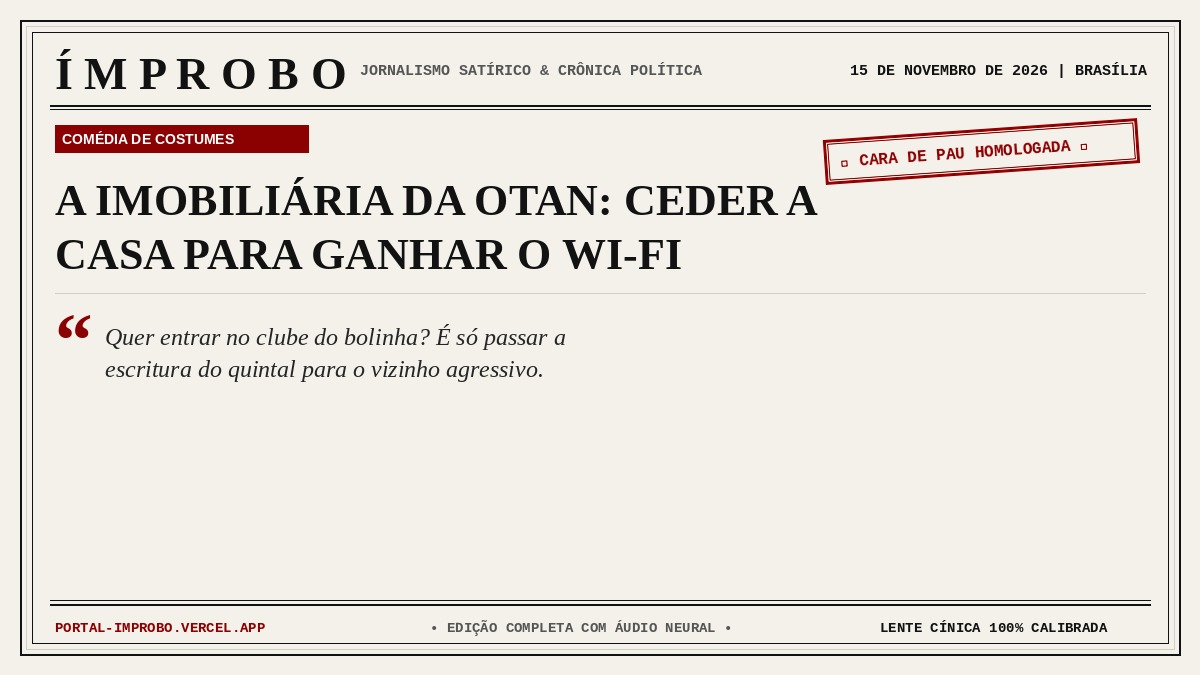 ÍMPROBO JORNALISMO SATÍRICO & CRÔNICA POLÍTICA 15 DE NOVEMBRO DE 2026 | BRASÍLIA
COMÉDIA DE COSTUMES
CARA DE PAU HOMOLOGADA
A IMOBILIÁRIA DA OTAN: CEDER A
CASA PARA GANHAR O WI-FI
“ Quer entrar no clube do bolinha? É só passar a
escritura do quintal para o vizinho agressivo.
PORTAL-IMPROBO.VERCEL.APP • EDIÇÃO COMPLETA COM ÁUDIO NEURAL • LENTE CÍNICA 100% CALIBRADA